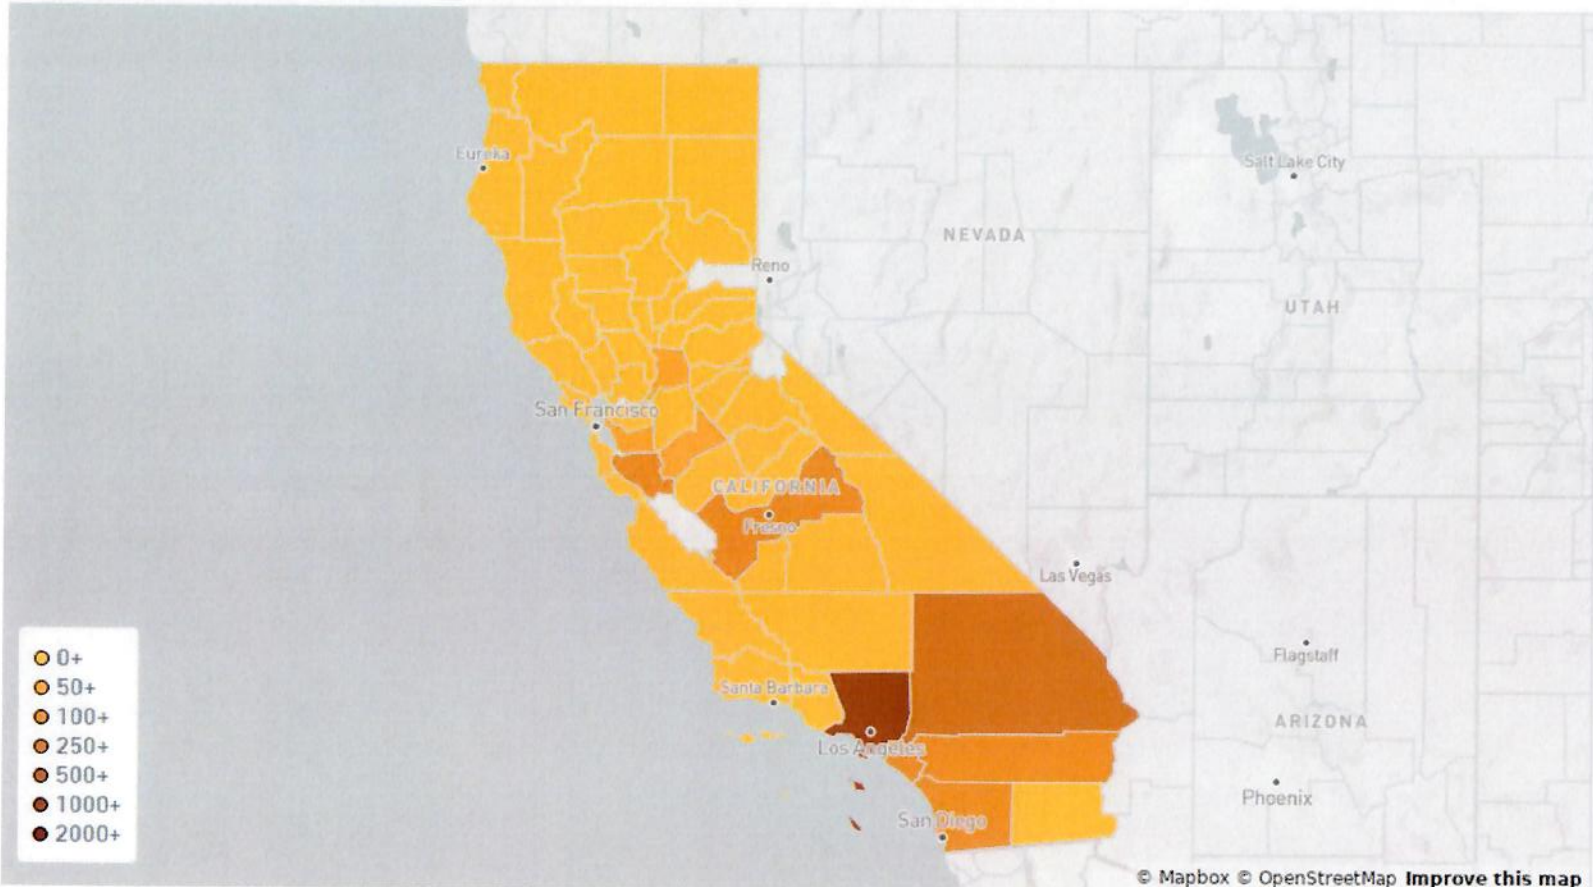 Eureka
Salt Lake City
NEVADA
Reno
UTAH
San Francisco
CALIFORNIA
Fresno
Las Vegas
0+
50+
100+
250+
500+
1000+
2000+
Flagstaff
Santa Barbara
ARIZONA
Los Angeles
Phoenix
San Diego
© Mapbox © OpenStreetMap Improve this map